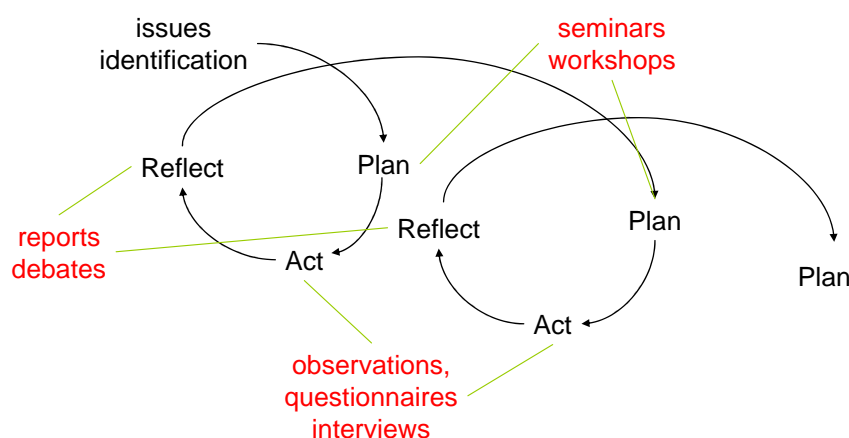 issues
identification
seminars
workshops
Reflect
Plan
Reflect
Plan
reports
debates
Act
Plan
Act
observations,
questionnaires
interviews